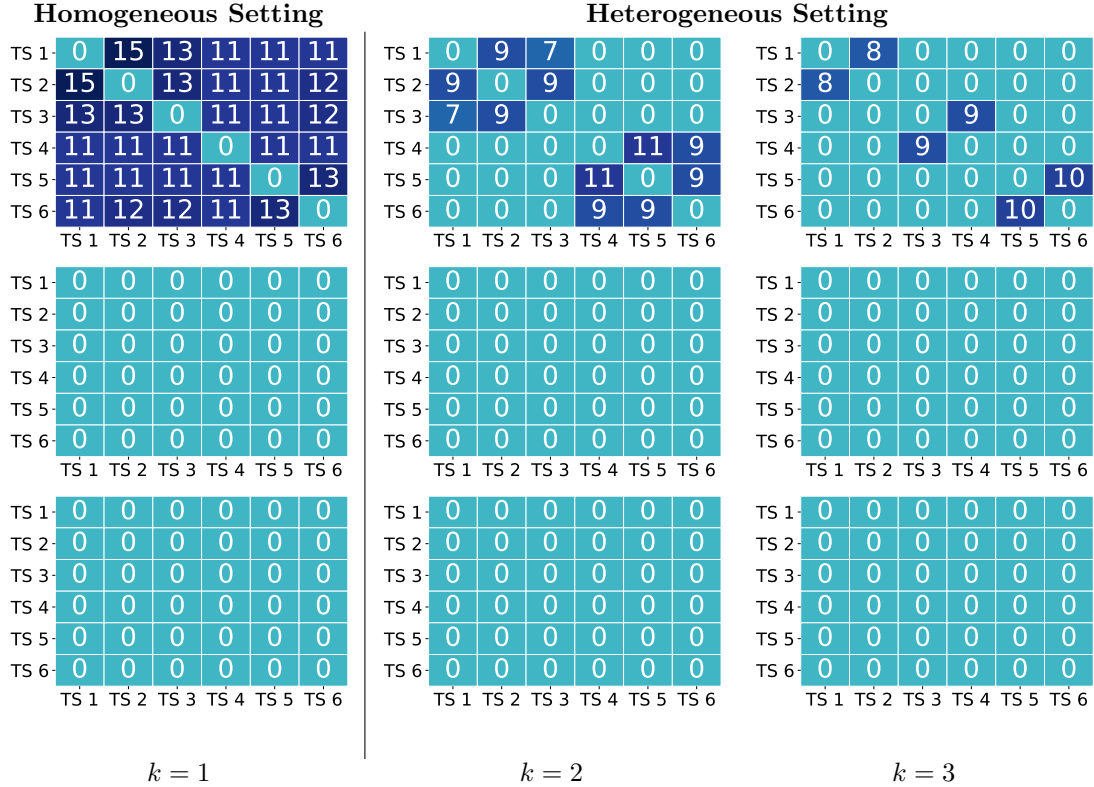 Homogeneous Setting Heterogeneous Setting
TS 1 0 15 13 11 11 11 0 9 7 0 0 0 TS 1 0 8 0 0 0 0
TS 2 15 0 13 11 11 12 TS 2 9 0 9 0 0 0 TS 2 8 0 0 0 0 0
TS 3 13 13 0 11 11 12 TS 3 7 9 0 0 0 0 TS 3 0 0 0 9 0 0
TS 4 11 11 11 0 11 11 TS 4 0 0 0 0 11 9 TS 4 0 0 9 0 0 0
TS 5 11 11 11 11 0 13 TS 5 0 0 0 11 0 9 TS 5 0 0 0 0 0 10
TS 6 11 12 12 11 13 0 TS 6 0 0 0 9 9 0 TS 6 0 0 0 0 10 0
TS 1 TS 2 TS 3 TS 4 TS 5 TS 6 TS 1 TS 2 TS 3 TS 4 TS 5 TS 6 TS 1 TS 2 TS 3 TS 4 TS 5 TS 6
TS 1 0 0 0 0 0 0 TS 1 0 0 0 0 0 0 TS 1 0 0 0 0 0 0
TS 2 0 0 0 0 0 0 TS 2 0 0 0 0 0 0 TS 2 0 0 0 0 0 0
TS 3 0 0 0 0 0 0 TS 3 0 0 0 0 0 0 TS 3 0 0 0 0 0 0
TS 4 0 0 0 0 0 0 TS 4 0 0 0 0 0 0 TS 4 0 0 0 0 0 0
TS 5 0 0 0 0 0 0 TS 5 0 0 0 0 0 0 TS 5 0 0 0 0 0 0
TS 6 0 0 0 0 0 0 TS 6 0 0 0 0 0 0 TS 6 0 0 0 0 0 0
TS 1 TS 2 TS 3 TS 4 TS 5 TS 6 TS 1 TS 2 TS 3 TS 4 TS 5 TS 6 TS 1 TS 2 TS 3 TS 4 TS 5 TS 6
TS 1 0 0 0 0 0 0 TS 1 0 0 0 0 0 0 TS 1 0 0 0 0 0 0
TS 2 0 0 0 0 0 0 TS 2 0 0 0 0 0 0 TS 2 0 0 0 0 0 0
TS 3 0 0 0 0 0 0 TS 3 0 0 0 0 0 0 TS 3 0 0 0 0 0 0
TS 4 0 0 0 0 0 0 TS 4 0 0 0 0 0 0 TS 4 0 0 0 0 0 0
TS 5 0 0 0 0 0 0 TS 5 0 0 0 0 0 0 TS 5 0 0 0 0 0 0
TS 6 0 0 0 0 0 0 TS 6 0 0 0 0 0 0 TS 6 0 0 0 0 0 0
TS 1 TS 2 TS 3 TS 4 TS 5 TS 6 TS 1 TS 2 TS 3 TS 4 TS 5 TS 6 TS 1 TS 2 TS 3 TS 4 TS 5 TS 6
k = 1 k = 2 k = 3